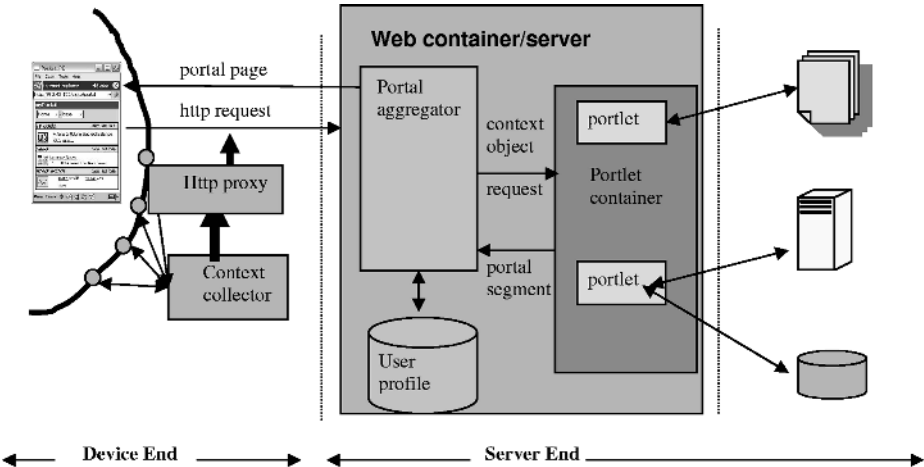 Web container/server
portal page
Portal
aggregator
http request
context
object
request
portlet
Portlet
container
Http proxy
Context
collector
portal
segment
portlet
User
profile
Device End
Server End